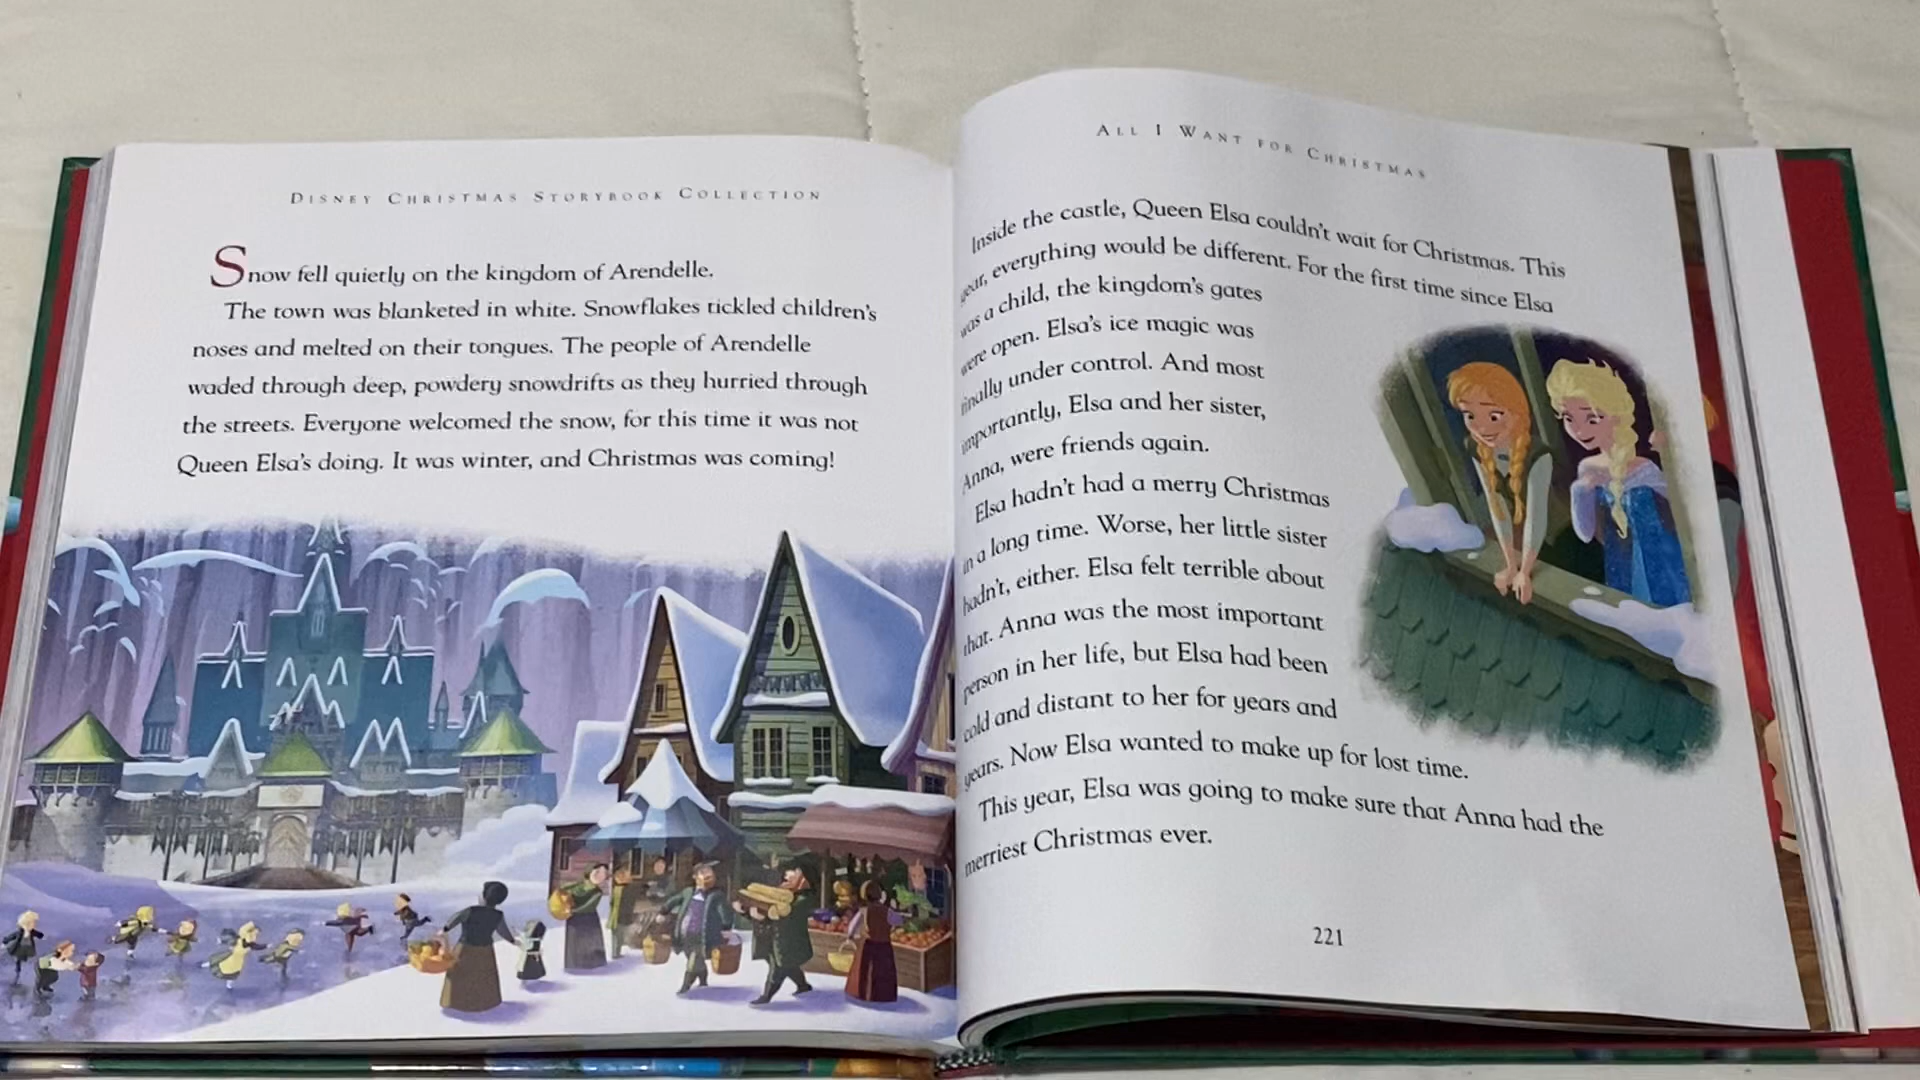 DISNEY CHRISTMAS STORYBOOK COLLECTION
Snow fell quietly on the kingdom of Arendelle.
The town was blanketed in white. Snowflakes tickled children's
noses and melted on their tongues. The people of Arendelle
waded through deep, powdery snowdrifts as they hurried through
the streets. Everyone welcomed the snow, for this time it was not
Queen Elsa's doing. It was winter, and Christmas was coming!
ALL I WANT FOR CHRISTMAS
Inside the castle, Queen Elsa couldn't wait for Christmas. This
year, everything would be different. For the first time since Elsa
was a child, the kingdom's gates
were open. Elsa's ice magic was
finally under control. And most
importantly, Elsa and her sister,
Anna, were friends again.
Elsa hadn't had a merry Christmas
in a long time. Worse, her little sister
hadn't, either. Elsa felt terrible about
that. Anna was the most important
person in her life, but Elsa had been
cold and distant to her for years and
years. Now Elsa wanted to make up for lost time.
This year, Elsa was going to make sure that Anna had the
merriest Christmas ever.
221